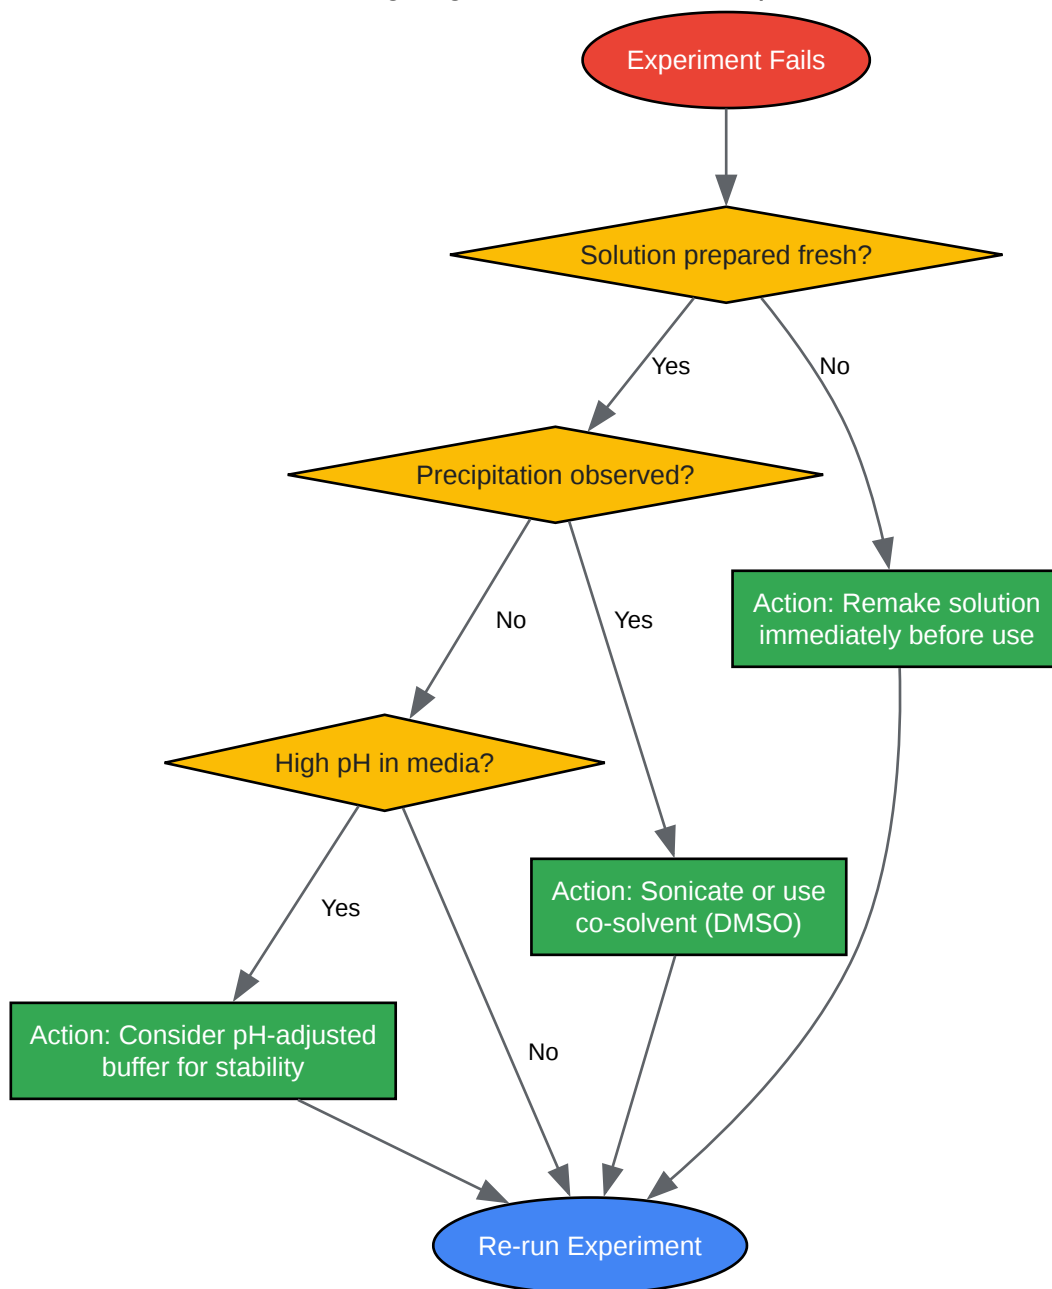 Experiment Fails
Solution prepared fresh?
Yes
No
Precipitation observed?
Action: Remake solution
immediately before use
No
Yes
High pH in media?
Action: Sonicate or use
co-solvent (DMSO)
Yes
Action: Consider pH-adjusted
buffer for stability
No
Re-run Experiment